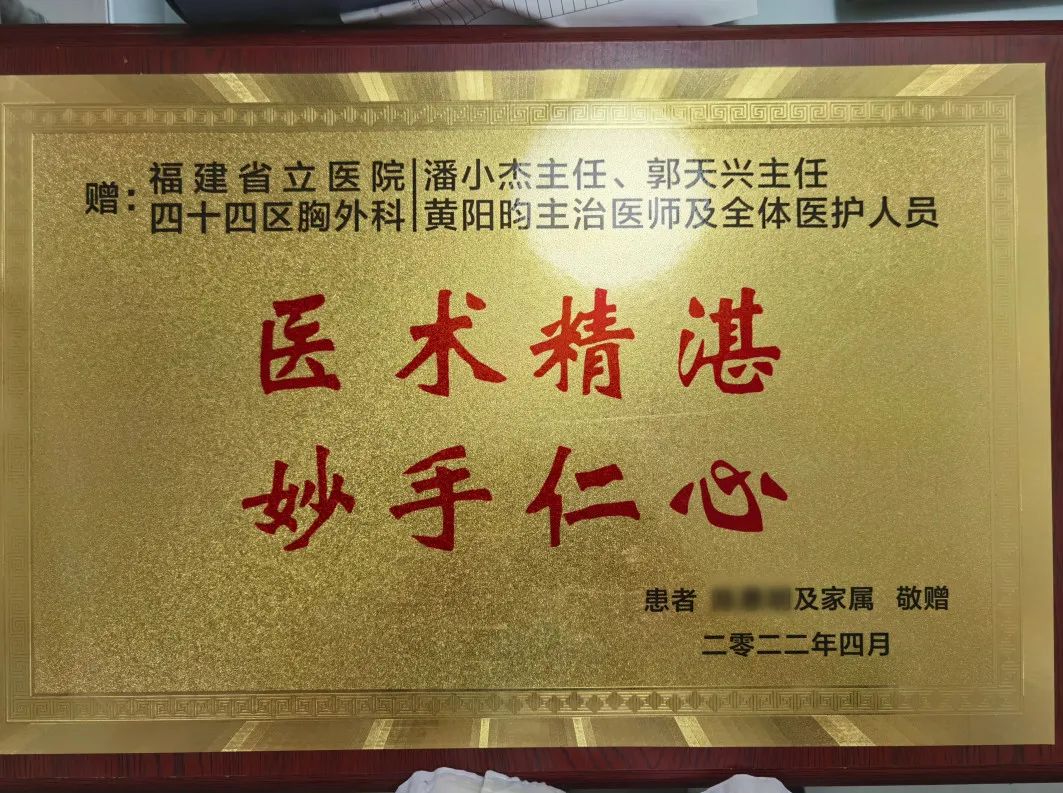 赠：
福建省立医院 潘小杰主任、郭天兴主任
四十四区胸外科 黄阳昀主治医师及全体医护人员
医术精湛
妙手仁心
患者 及家属 敬赠
二零二二年四月